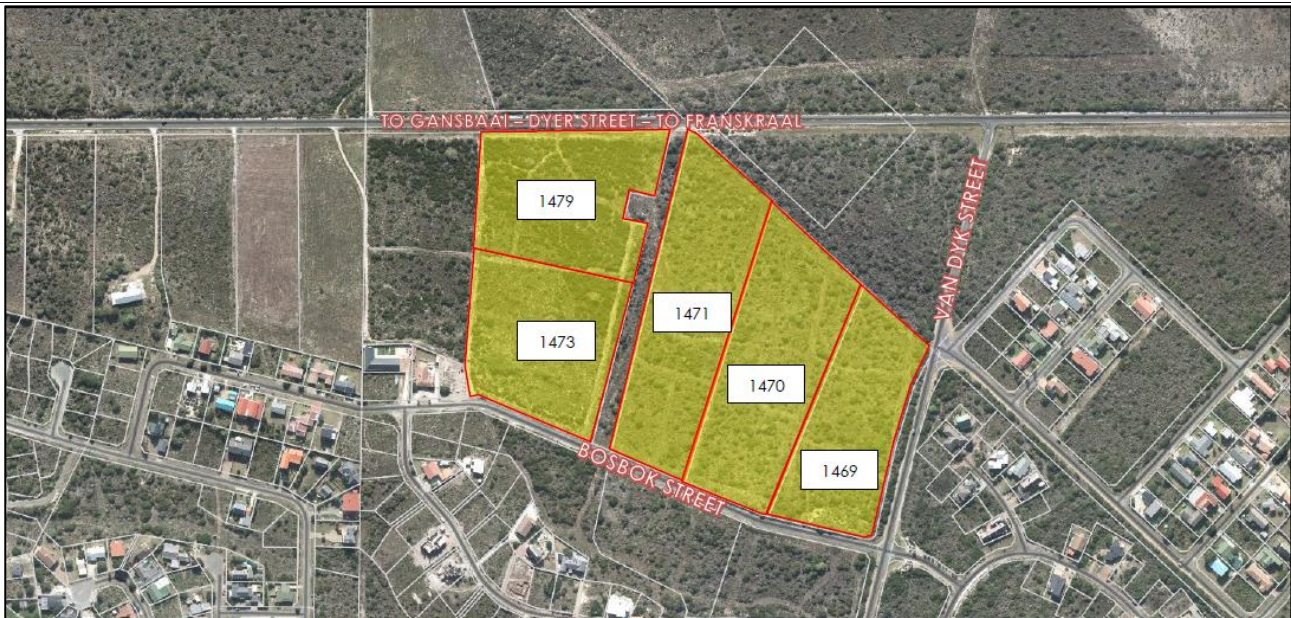 TO GANSBAAI – DYER STREET – TO FRANSKRAAL
1479
1473
1471
1470
1469
VAN DYK STREET
BOSBOK STREET